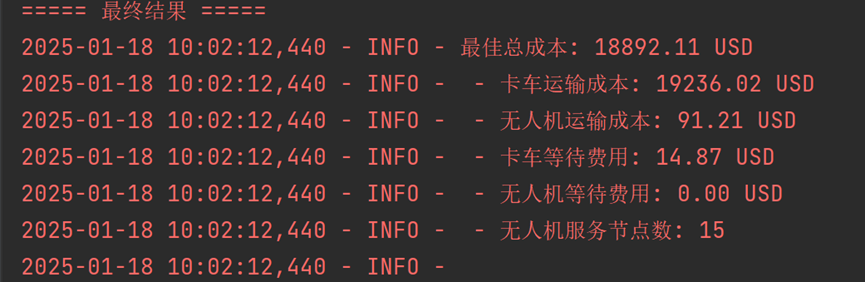 ===== 最终结果 =====
2025-01-18 10:02:12,440 - INFO - 最佳总成本: 18892.11 USD
2025-01-18 10:02:12,440 - INFO -  - 卡车运输成本: 19236.02 USD
2025-01-18 10:02:12,440 - INFO -  - 无人机运输成本: 91.21 USD
2025-01-18 10:02:12,440 - INFO -  - 卡车等待费用: 14.87 USD
2025-01-18 10:02:12,440 - INFO -  - 无人机等待费用: 0.00 USD
2025-01-18 10:02:12,440 - INFO -  - 无人机服务节点数: 15
2025-01-18 10:02:12,440 - INFO -